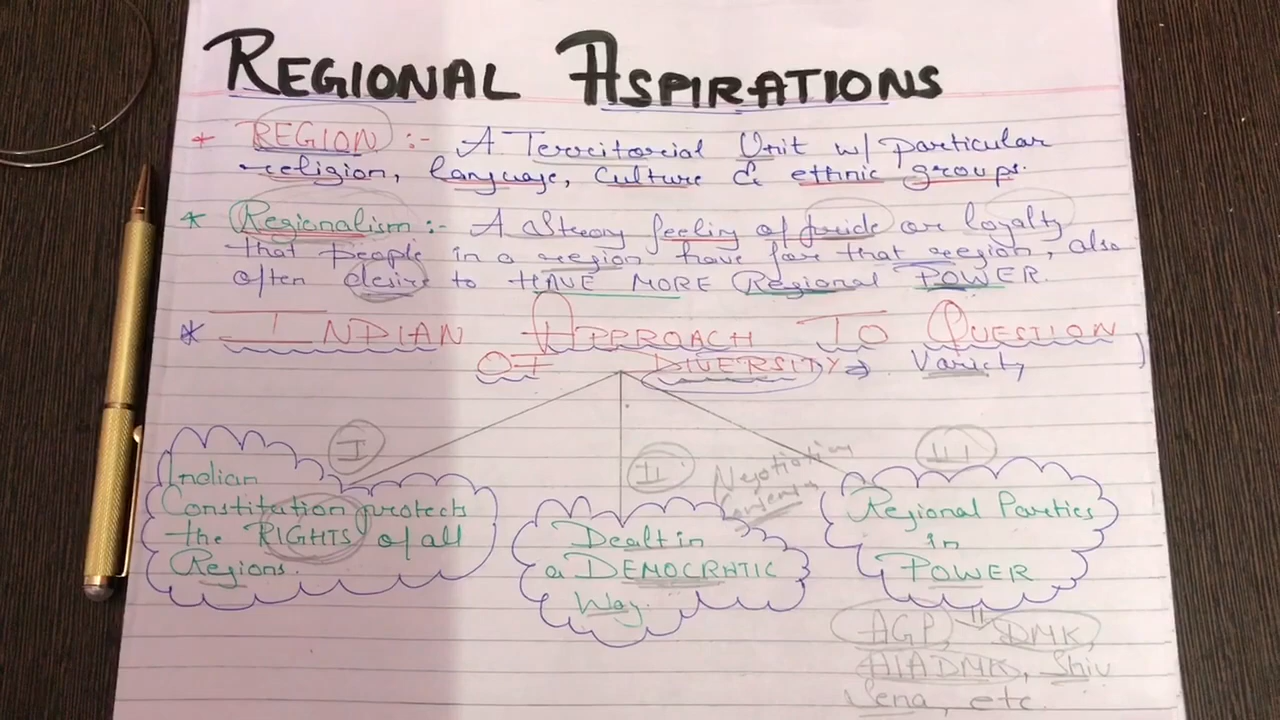 REGIONAL ASPIRATIONS
* REGION :- A Territorial Unit w/ particular
religion, language, culture & ethnic groups.
* Regionalism :- A Strong feeling of pride or loyalty
that people in a region have for that region, also
often desire to HAVE MORE Regional POWER.
* INDIAN APPROACH TO QUESTION
OF DIVERSITY → Variety
I
Indian
Constitution protects
the RIGHTS of all
Regions.
II
Negotiation
Dealt in
a DEMOCRATIC
Way.
III
Regional Parties
in
POWER
AGP, DMK,
AIADMK, Shiv
Sena, etc